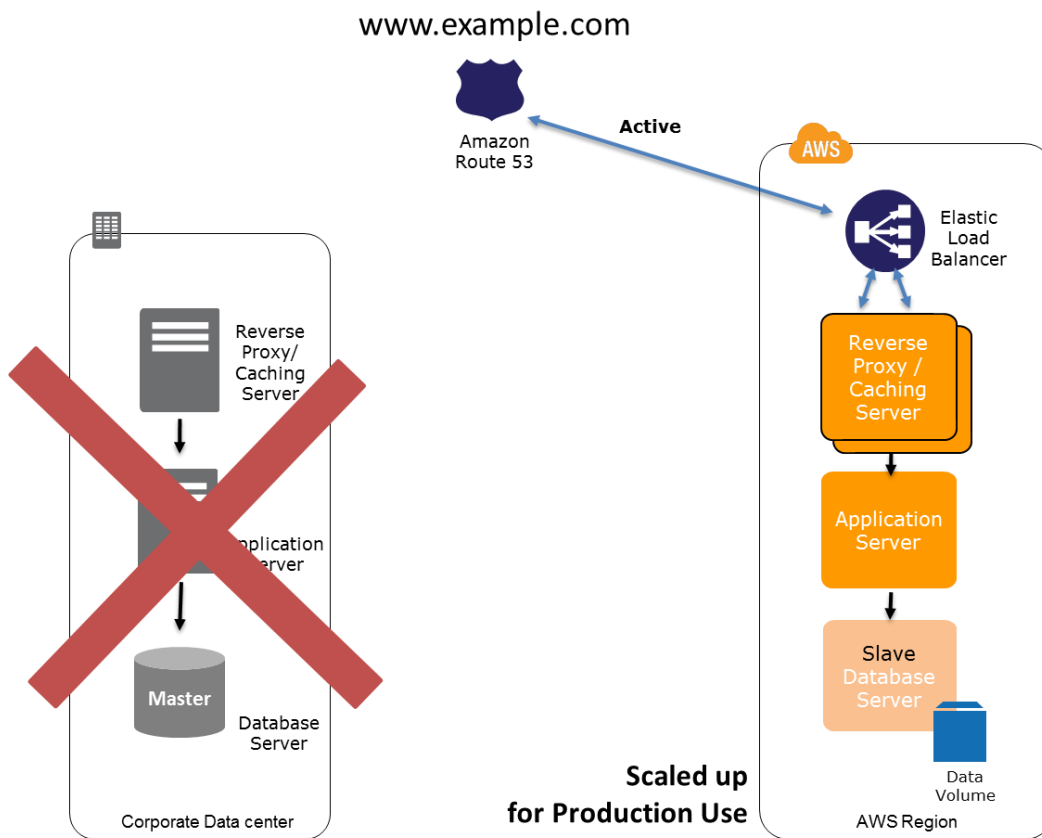 www.example.com
Amazon
Route 53
Active
AWS
Elastic
Load
Balancer
Reverse
Proxy/
Caching
Server
Reverse
Proxy /
Caching
Server
Application
Server
pplication
erver
Slave
Database
Server
Master
Database
Server
Data
Volume
Scaled up
for Production Use
Corporate Data center
AWS Region